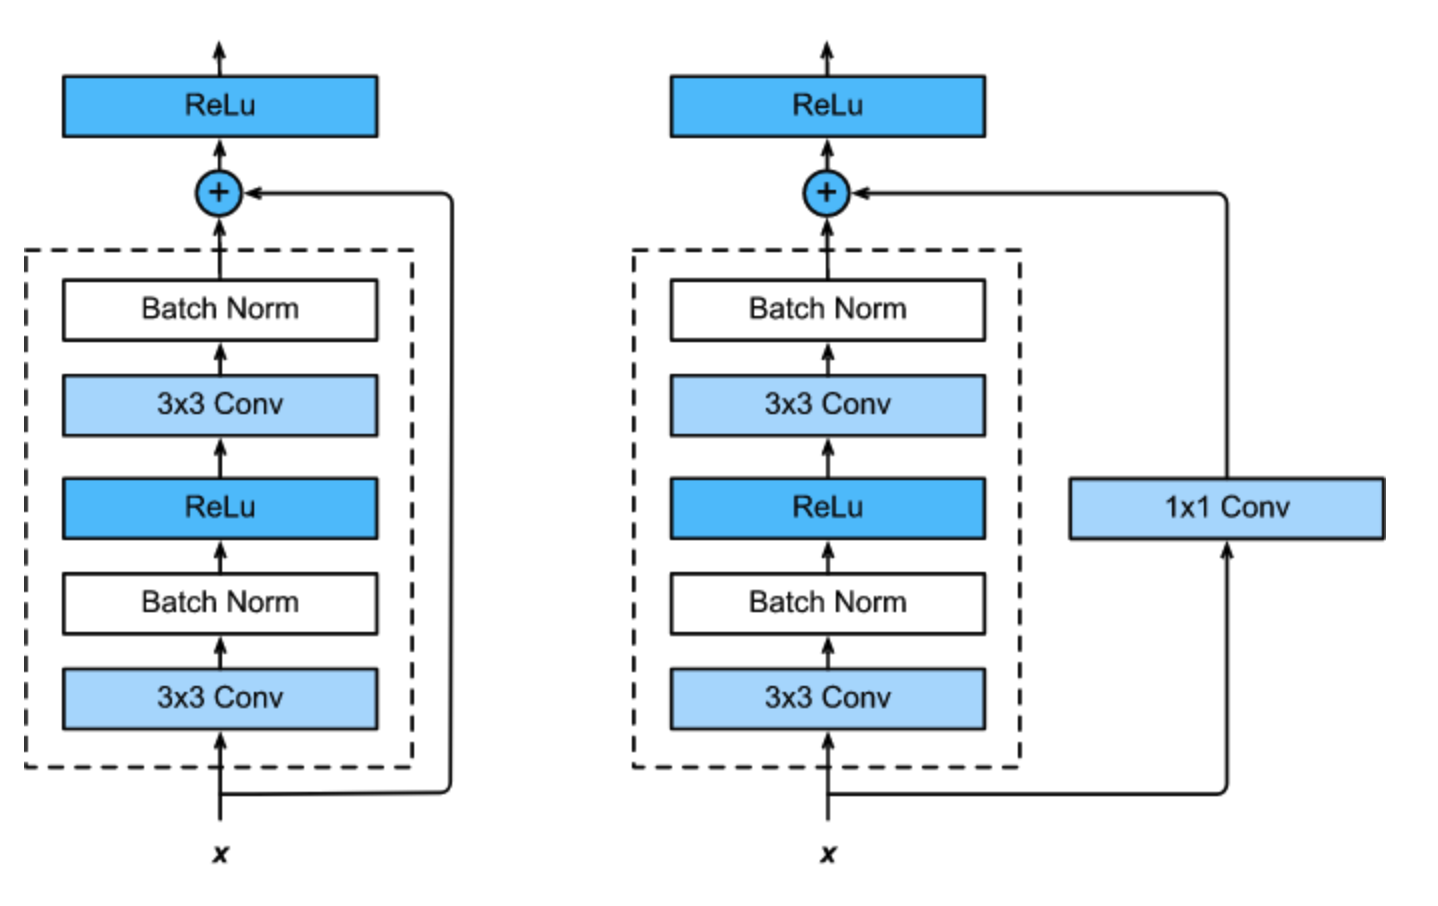 ReLu
+
Batch Norm
3x3 Conv
ReLu
Batch Norm
3x3 Conv
x
ReLu
+
Batch Norm
3x3 Conv
ReLu
Batch Norm
3x3 Conv
x
1x1 Conv